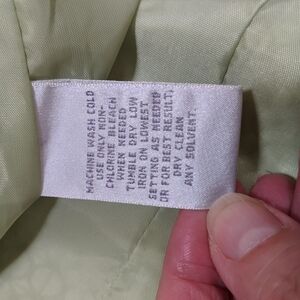 MACHINE WASH COLD
USE ONLY NON-
CHLORINE BLEACH
WHEN NEEDED
TUMBLE DRY LOW
IRON ON LOWEST
SETTING AS NEEDED
OR FOR BEST RESULT,
DRY CLEAN
ANY SOLVENT